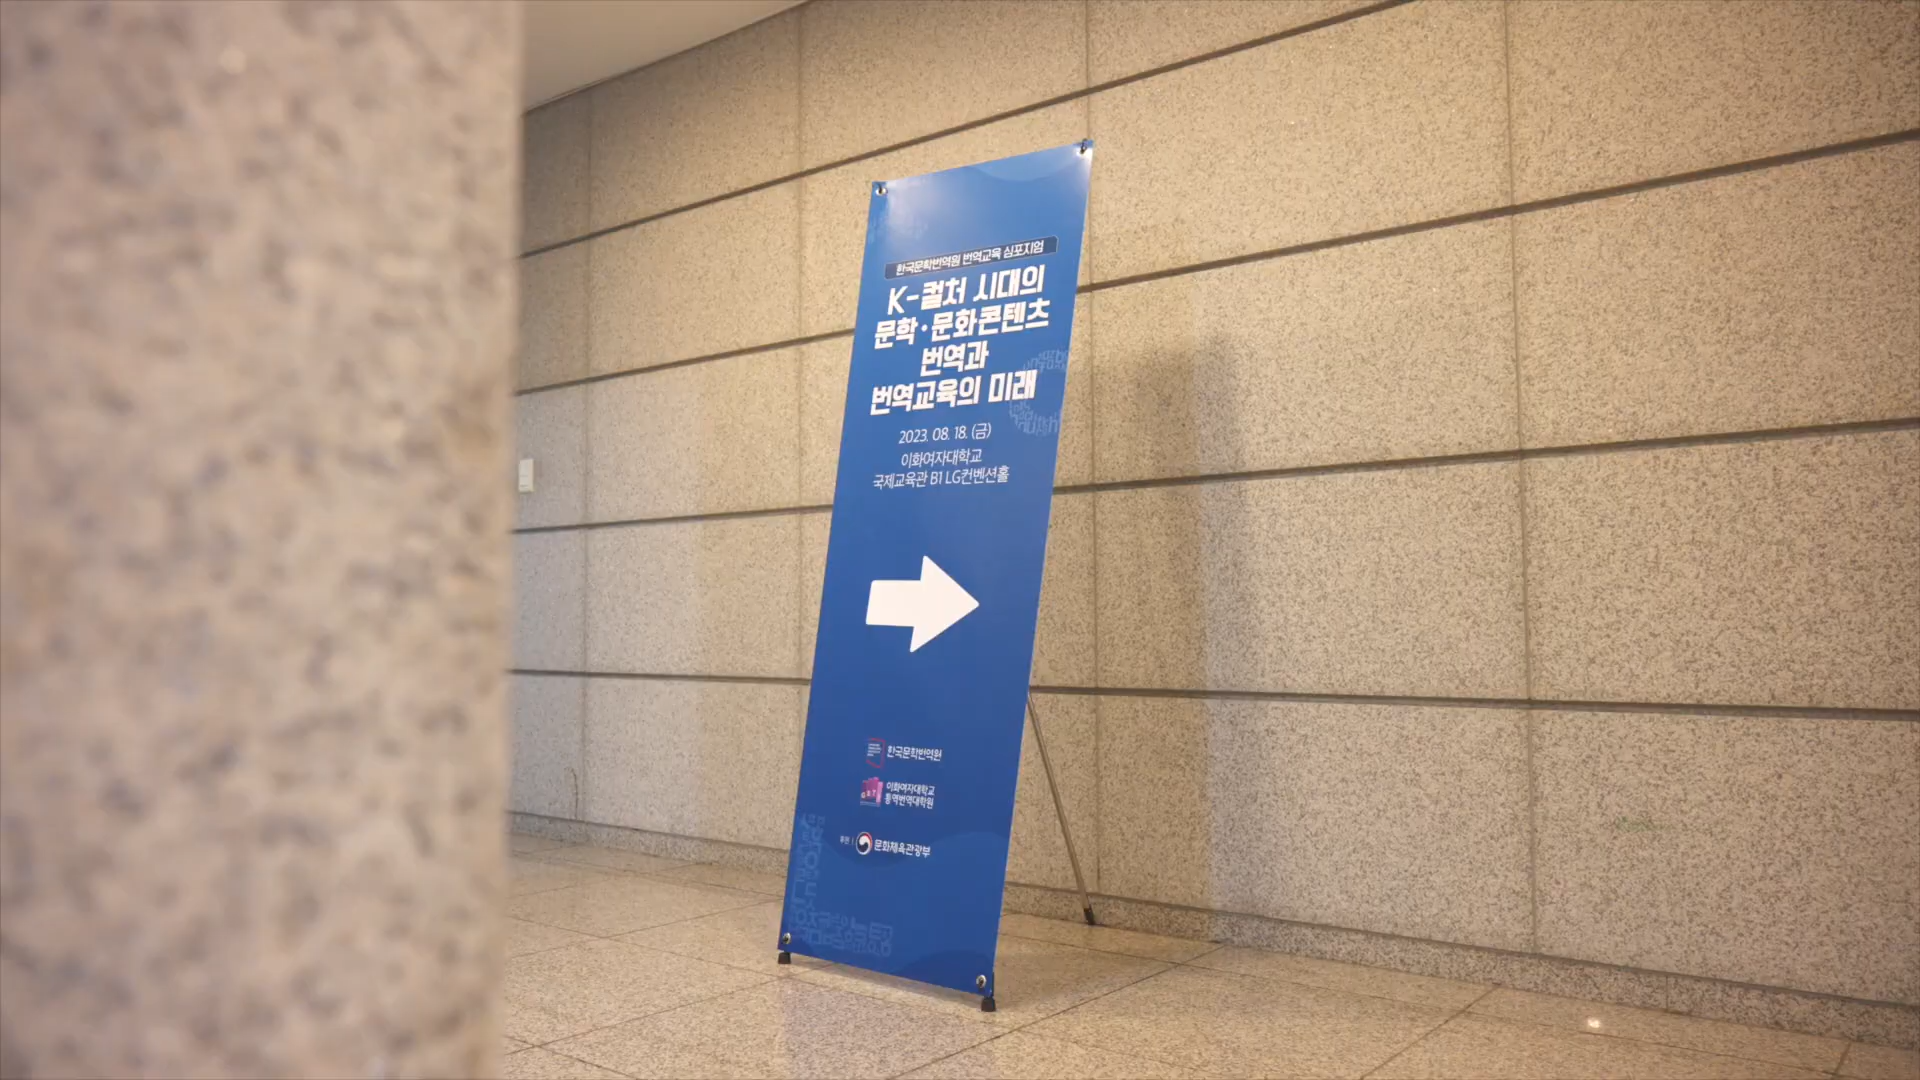 한국문학번역원 번역교육 심포지엄
K-컬처 시대의
문학·문화콘텐츠
번역과
번역교육의 미래
2023. 08. 18. (금)
이화여자대학교
국제교육관 B1 LG컨벤션홀
한국문학번역원
이화여자대학교
통역번역대학원
후원 | 문화체육관광부